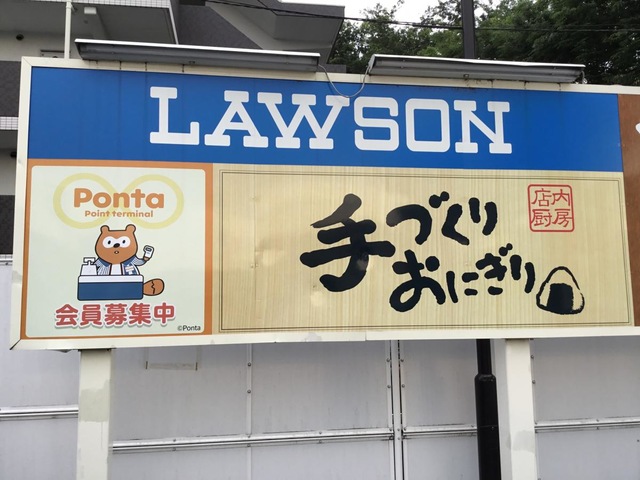 LAWSON
Ponta
Point terminal
会員募集中
©Ponta
手づくり
おにぎり
店内
厨房